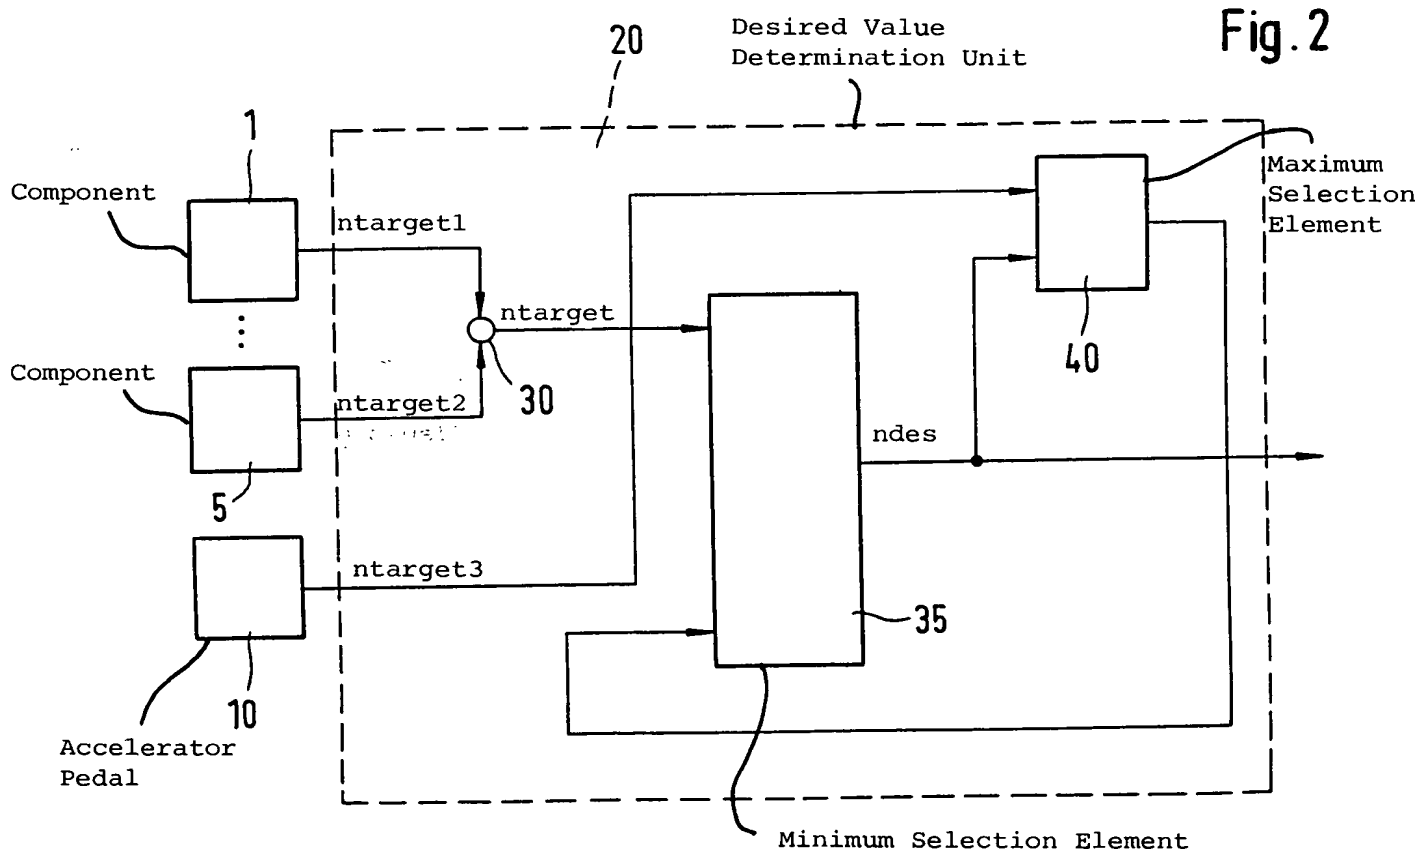 Fig. 2
Desired Value
Determination Unit
20
1
Component
Maximum
Selection
Element
ntarget1
ntarget
40
Component
30
ntarget2
ndes
5
ntarget3
35
10
Accelerator
Pedal
Minimum Selection Element